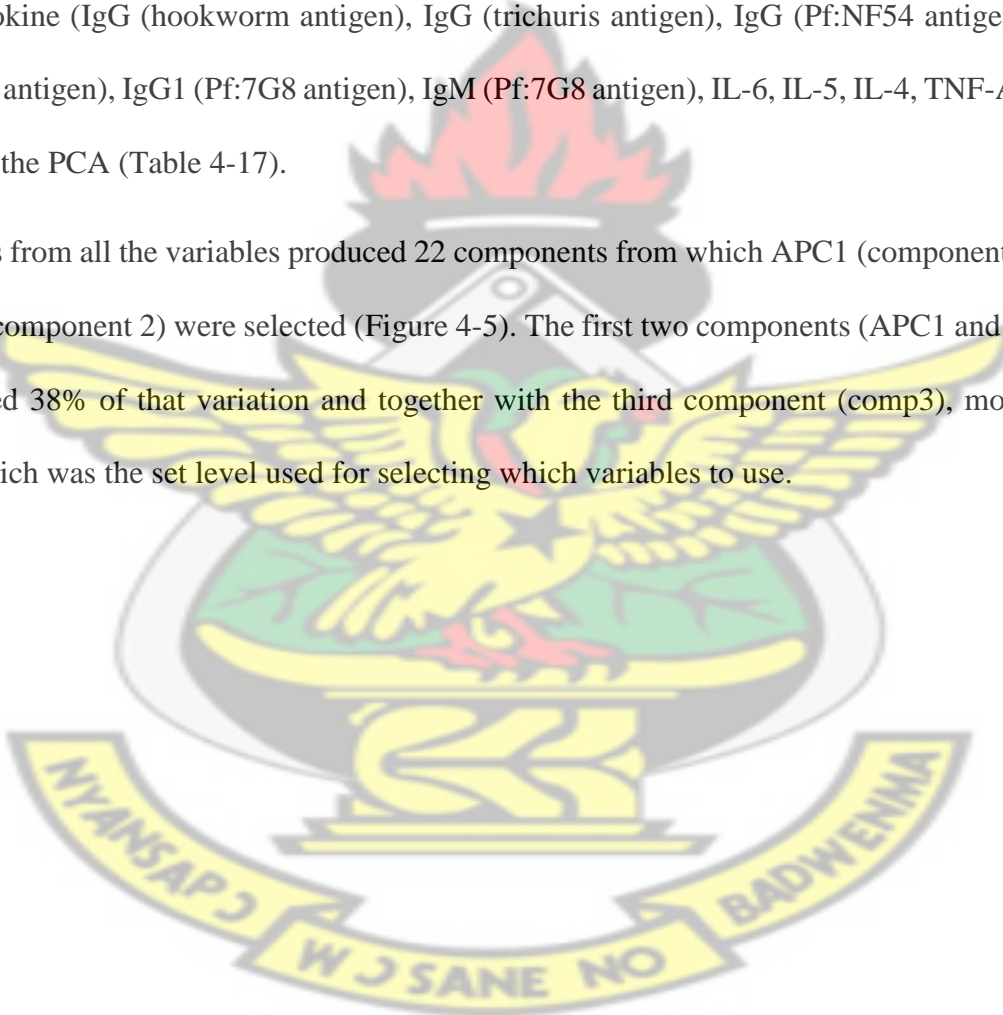 okine (IgG (hookworm antigen), IgG (trichuris antigen), IgG (Pf:NF54 antige
antigen), IgG1 (Pf:7G8 antigen), IgM (Pf:7G8 antigen), IL-6, IL-5, IL-4, TNF-A
the PCA (Table 4-17).
s from all the variables produced 22 components from which APC1 (component
component 2) were selected (Figure 4-5). The first two components (APC1 and
ed 38% of that variation and together with the third component (comp3), mo
ich was the set level used for selecting which variables to use.
NYANSAPƆ
WƆ SANE NO
BADWENMA